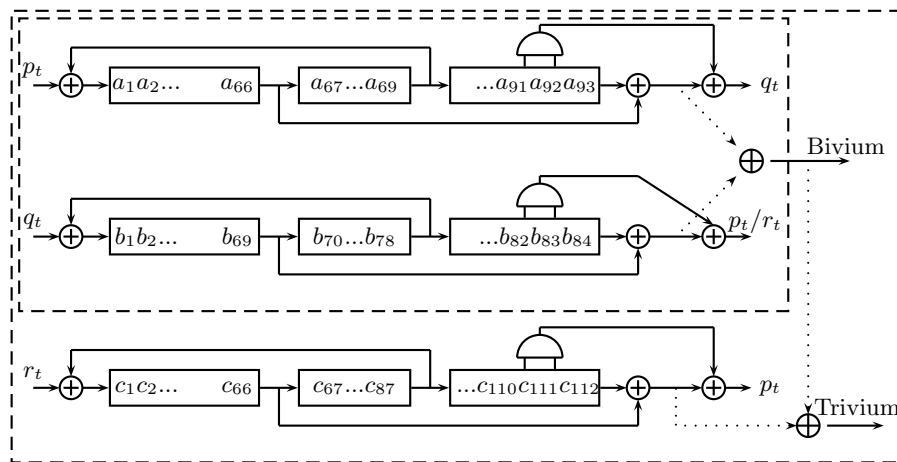 p_t a_1a_2... a_66 a_67...a_69 ...a_91a_92a_93 q_t
Bivium
q_t b_1b_2... b_69 b_70...b_78 ...b_82b_83b_84 p_t/r_t
r_t c_1c_2... c_66 c_67...c_87 ...c_110c_111c_112 p_t
Trivium